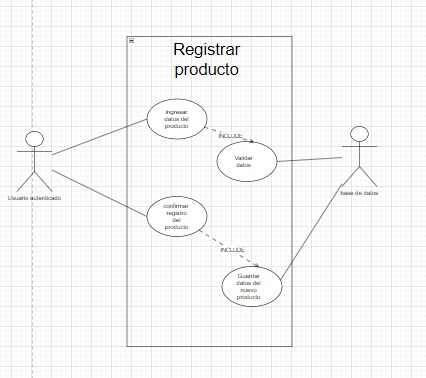 Registrar
producto
ingresar
datos del
producto
INCLUDE
Validar
datos
Usuario autenticado
base de datos
confirmar
registro
del
producto
INCLUDE
Guardar
datos del
nuevo
producto